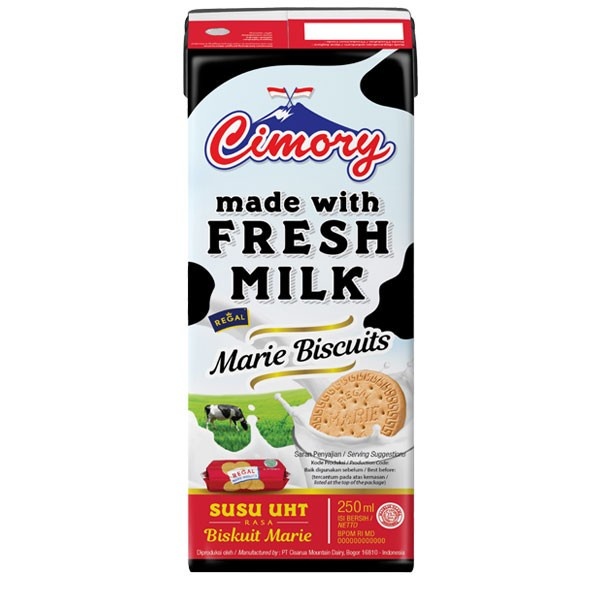 Cimory
made with
FRESH
MILK
REGAL
Marie Biscuits
REGAL
MARIE
Saran Penyajian / Serving Suggestions
Kode Produksi / Production Code:
Baik digunakan sebelum / Best before:
(tercantum pada atas kemasan /
listed at the top of the package)
REGAL
SUSU UHT
RASA
Biskuit Marie
250 ml
ISI BERSIH /
NETTO
BPOM RI MD
000000000000
Diproduksi oleh / Manufactured by : PT Cisarua Mountain Dairy, Bogor 16810 - Indonesia